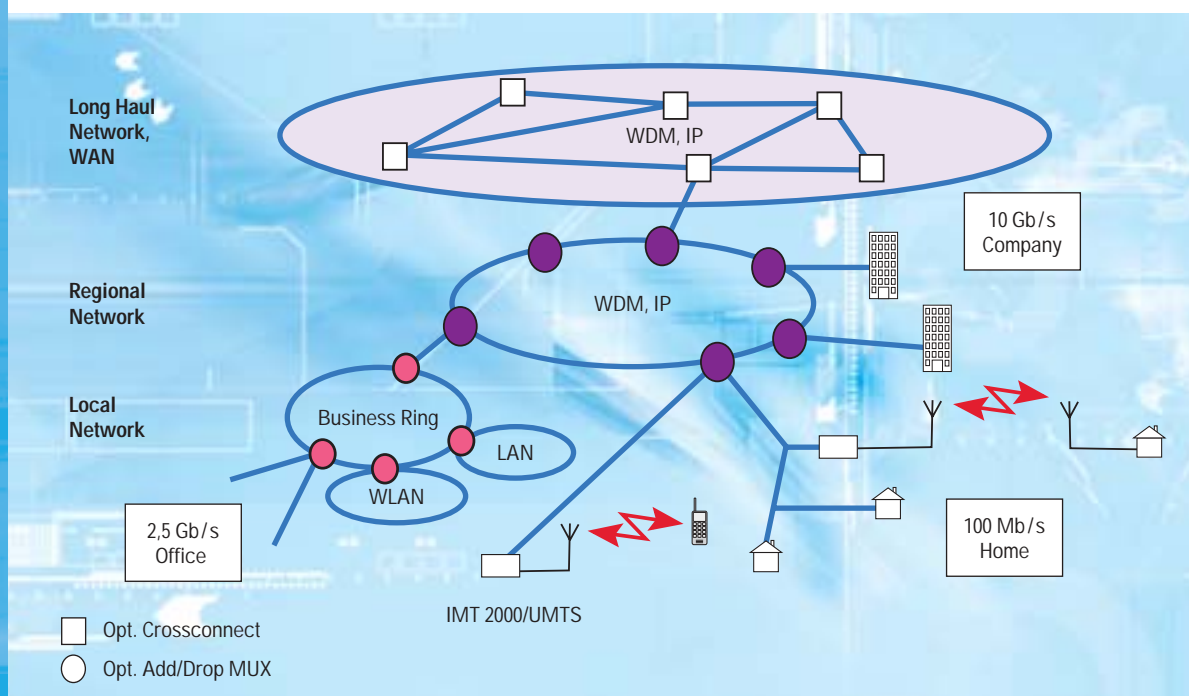 Long Haul
Network,
WAN
WDM, IP
10 Gb/s
Company
Regional
Network
WDM, IP
Local
Network
Business Ring
LAN
WLAN
2,5 Gb/s
Office
100 Mb/s
Home
IMT 2000/UMTS
Opt. Crossconnect
Opt. Add/Drop MUX